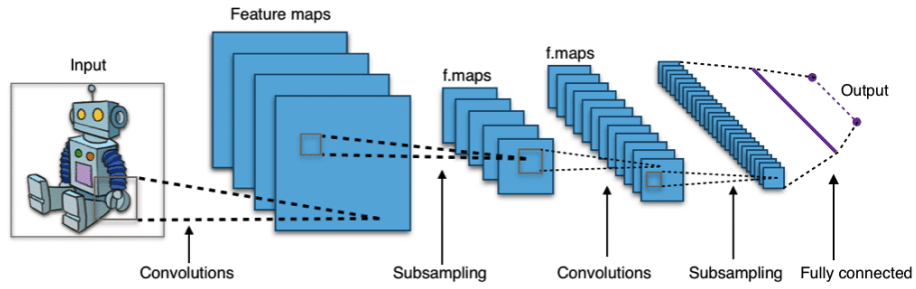 Feature maps
Input
f.maps
f.maps
Output
Convolutions
Subsampling
Convolutions
Subsampling
Fully connected